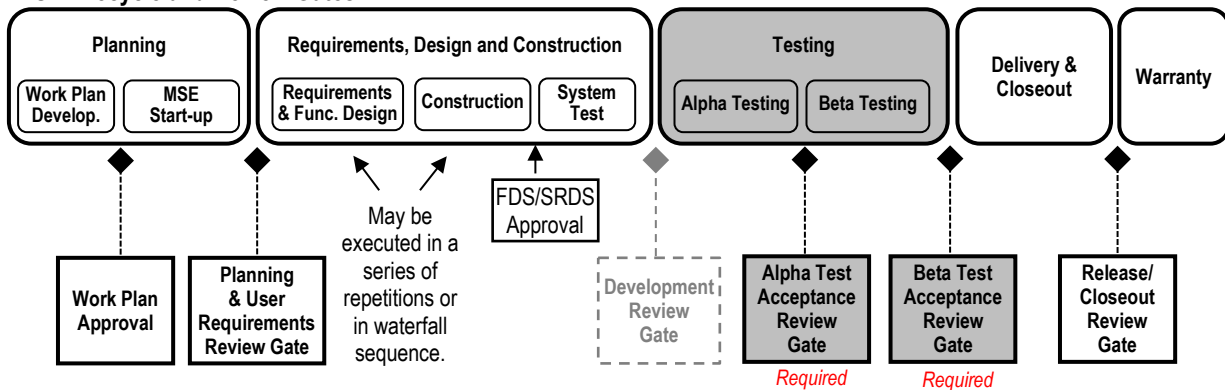 Planning
Work Plan
Develop.
MSE
Start-up
Requirements, Design and Construction
Requirements
& Func. Design
Construction
System
Test
Testing
Alpha Testing
Beta Testing
Delivery &
Closeout
Warranty
FDS/SRDS
Approval
May be
executed in a
series of
repetitions or
in waterfall
sequence.
Work Plan
Approval
Planning
& User
Requirements
Review Gate
Development
Review
Gate
Alpha Test
Acceptance
Review
Gate
Required
Beta Test
Acceptance
Review
Gate
Required
Release/
Closeout
Review
Gate